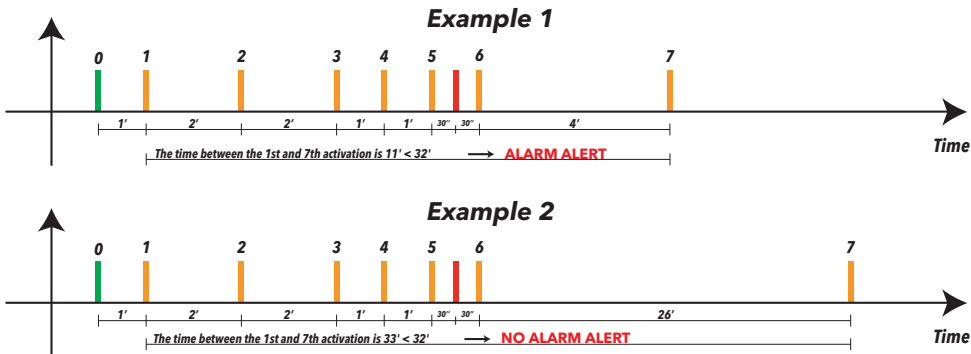 Example 1
0 1 2 3 4 5 6 7
1' 2' 2' 1' 1' 30" 30" 4'
Time
The time between the 1st and 7th activation is 11' < 32' → ALARM ALERT
Example 2
0 1 2 3 4 5 6 7
1' 2' 2' 1' 1' 30" 30" 26'
Time
The time between the 1st and 7th activation is 33' < 32' → NO ALARM ALERT